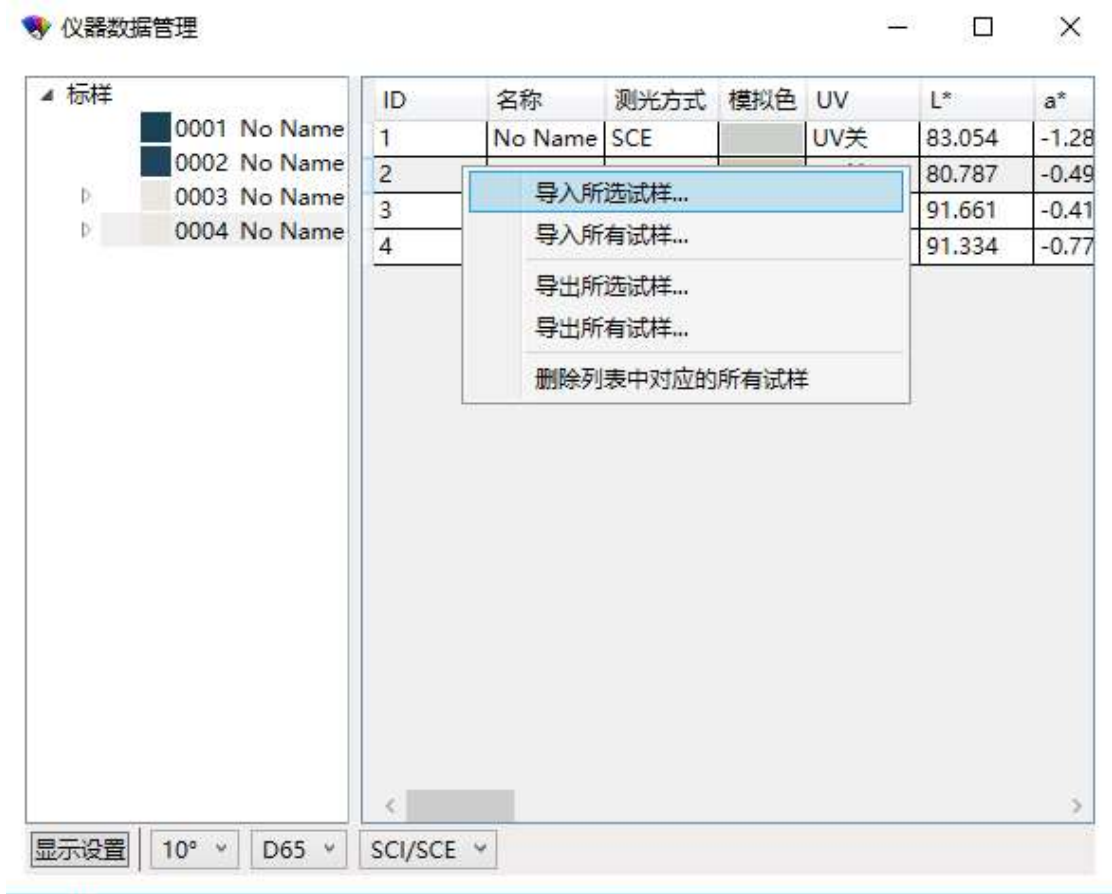 仪器数据管理
标样
0001 No Name
0002 No Name
0003 No Name
0004 No Name
ID 名称 测光方式 模拟色 UV L* a*
1 No Name SCE UV关 83.054 -1.28
2 80.787 -0.49
3 91.661 -0.41
4 91.334 -0.77
导入所选试样...
导入所有试样...
导出所选试样...
导出所有试样...
删除列表中对应的所有试样
显示设置 10° D65 SCI/SCE